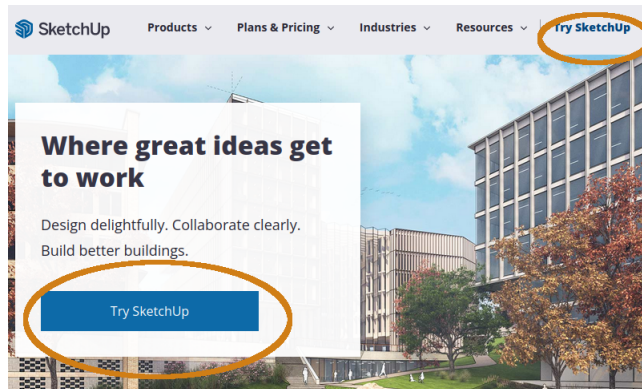 SketchUp Products Plans & Pricing Industries Resources Try SketchUp
Where great ideas get
to work
Design delightfully. Collaborate clearly.
Build better buildings.
Try SketchUp